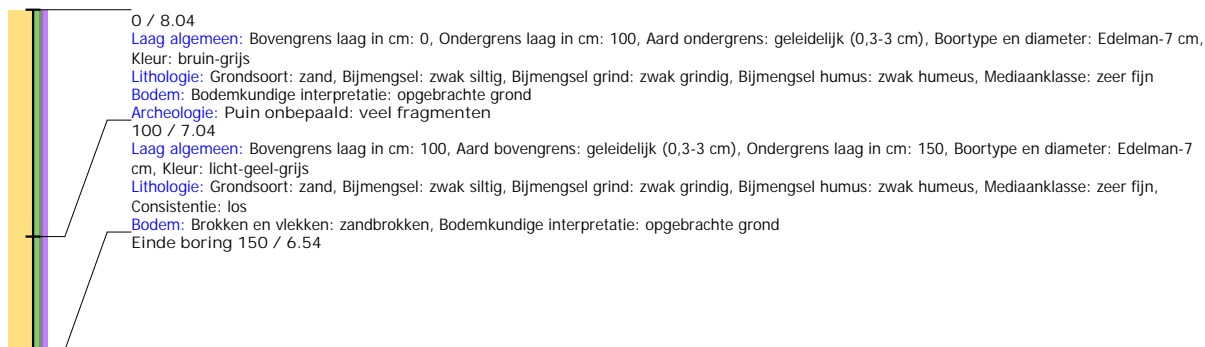 0 / 8.04
Laag algemeen: Bovengrens laag in cm: 0, Ondergrens laag in cm: 100, Aard ondergrens: geleidelijk (0,3-3 cm), Boortype en diameter: Edelman-7 cm,
Kleur: bruin-grijs
Lithologie: Grondsoort: zand, Bijmengsel: zwak siltig, Bijmengsel grind: zwak grindig, Bijmengsel humus: zwak humeus, Mediaanklasse: zeer fijn
Bodem: Bodemkundige interpretatie: opgebrachte grond
Archeologie: Puin onbepaald: veel fragmenten
100 / 7.04
Laag algemeen: Bovengrens laag in cm: 100, Aard bovengrens: geleidelijk (0,3-3 cm), Ondergrens laag in cm: 150, Boortype en diameter: Edelman-7
cm, Kleur: licht-geel-grijs
Lithologie: Grondsoort: zand, Bijmengsel: zwak siltig, Bijmengsel grind: zwak grindig, Bijmengsel humus: zwak humeus, Mediaanklasse: zeer fijn,
Consistentie: los
Bodem: Brokken en vlekken: zandbrokken, Bodemkundige interpretatie: opgebrachte grond
Einde boring 150 / 6.54